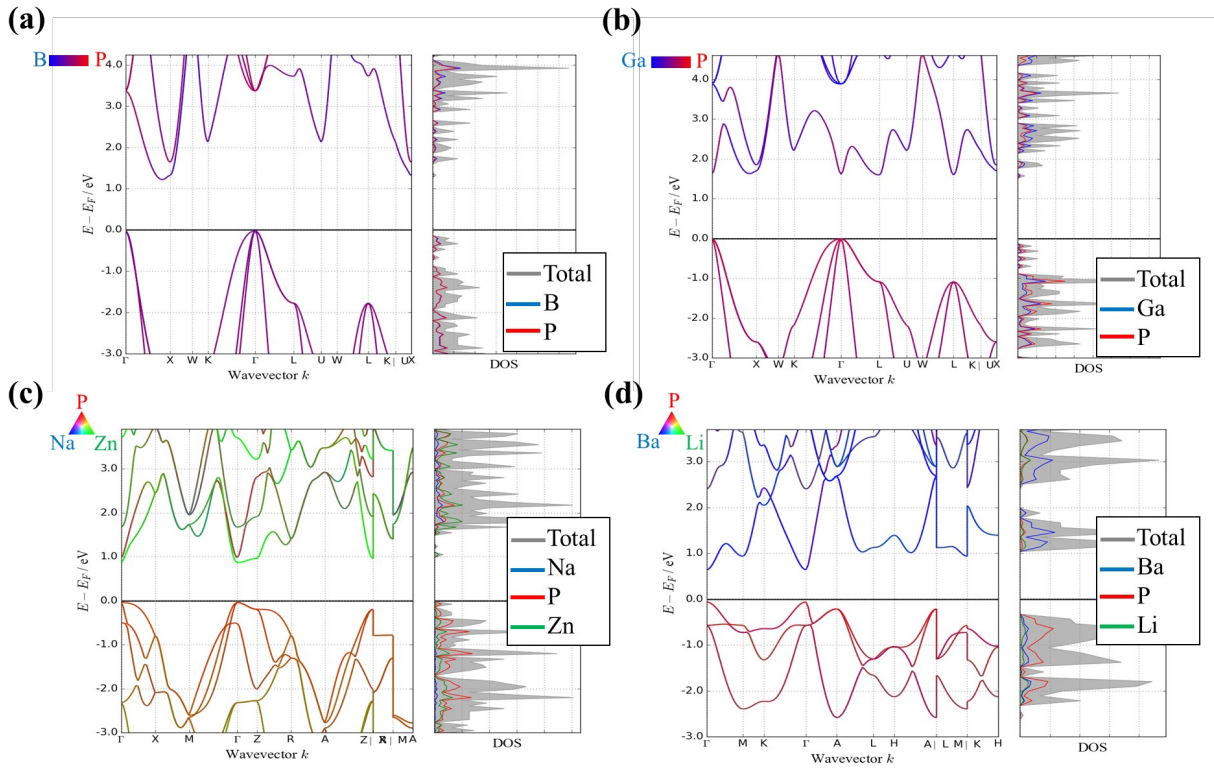 (a)
B P
4.0
3.0
2.0
1.0
0.0
-1.0
-2.0
-3.0
E − E_F / eV
Γ X W K Γ L U W L K| UX
Wavevector k
DOS
Total
B
P
(b)
Ga P
4.0
3.0
2.0
1.0
0.0
-1.0
-2.0
-3.0
E − E_F / eV
Γ X W K Γ L U W L K| UX
Wavevector k
DOS
Total
Ga
P
(c)
P
Na Zn
3.0
2.0
1.0
0.0
-1.0
-2.0
-3.0
E − E_F / eV
Γ X M Γ Z R A Z| | M A
Wavevector k
DOS
Total
Na
P
Zn
(d)
P
Ba Li
3.0
2.0
1.0
0.0
-1.0
-2.0
-3.0
E − E_F / eV
Γ M K Γ A L H A| L M| K H
Wavevector k
DOS
Total
Ba
P
Li